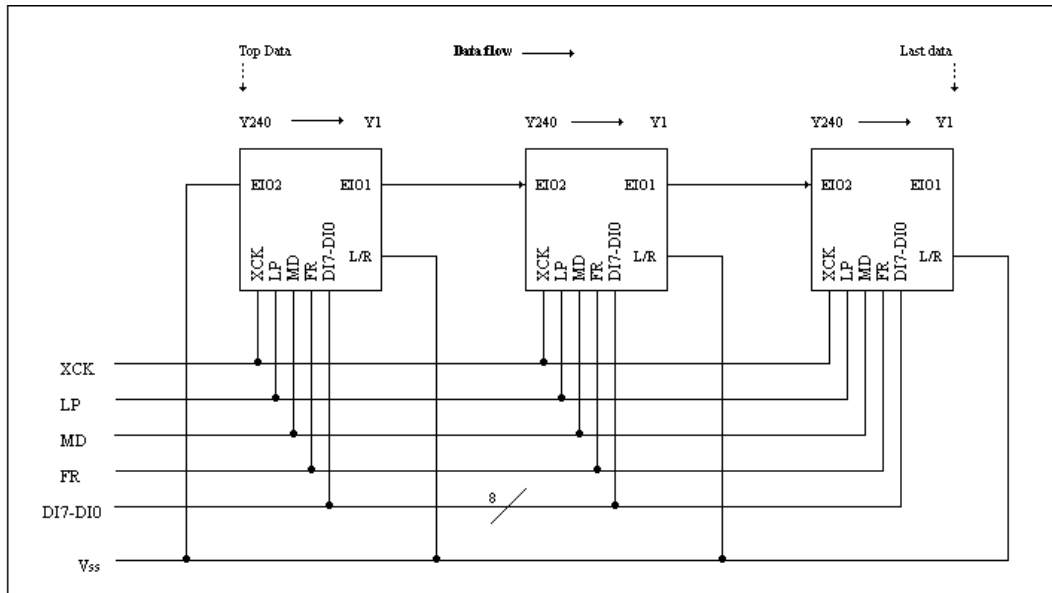 Top Data
Data flow
Last data
Y240 Y1
Y240 Y1
Y240 Y1
EIO2 EIO1
EIO2 EIO1
EIO2 EIO1
XCK LP MD FR DI7-DI0 L/R
XCK LP MD FR DI7-DI0 L/R
XCK LP MD FR DI7-DI0 L/R
XCK
LP
MD
FR
DI7-DI0
8
Vss